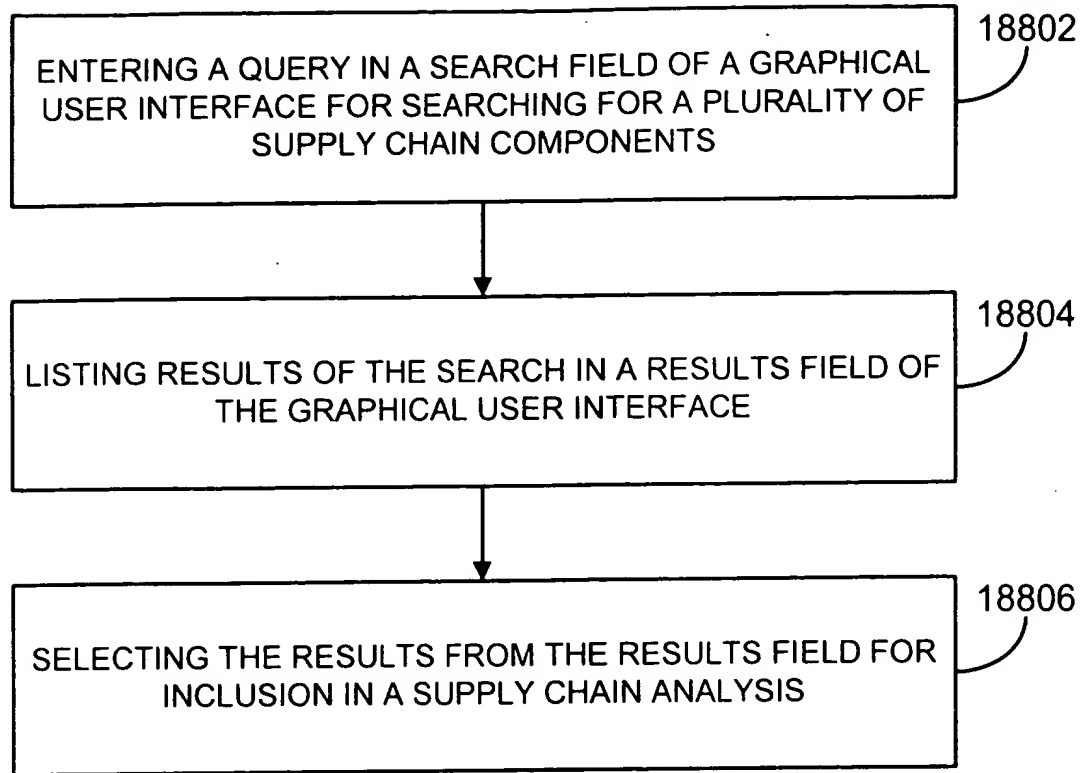 18802
ENTERING A QUERY IN A SEARCH FIELD OF A GRAPHICAL
USER INTERFACE FOR SEARCHING FOR A PLURALITY OF
SUPPLY CHAIN COMPONENTS
18804
LISTING RESULTS OF THE SEARCH IN A RESULTS FIELD OF
THE GRAPHICAL USER INTERFACE
18806
SELECTING THE RESULTS FROM THE RESULTS FIELD FOR
INCLUSION IN A SUPPLY CHAIN ANALYSIS